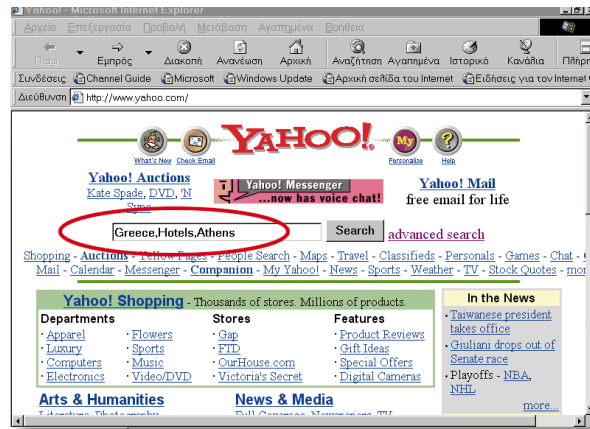 Yahoo! - Microsoft Internet Explorer
Αρχείο Επεξεργασία Προβολή Μετάβαση Αγαπημένα Βοήθεια
Πίσω Εμπρός Διακοπή Ανανέωση Αρχική Αναζήτηση Αγαπημένα Ιστορικό Κανάλια Πλήρη
Συνδέσεις Channel Guide Microsoft Windows Update Αρχική σελίδα του Internet Ειδήσεις για τον Internet
Διεύθυνση http://www.yahoo.com/
YAHOO!
My
?
What's New Check Email Personalize Help
Yahoo! Auctions
Kate Spade, DVD, 'N
Sync
Yahoo! Messenger
...now has voice chat!
Yahoo! Mail
free email for life
Greece,Hotels,Athens Search advanced search
Shopping - Auctions - Yellow Pages - People Search - Maps - Travel - Classifieds - Personals - Games - Chat -
Mail - Calendar - Messenger - Companion - My Yahoo! - News - Sports - Weather - TV - Stock Quotes - mor
Yahoo! Shopping - Thousands of stores. Millions of products.
Departments Stores Features
· Apparel · Flowers · Gap · Product Reviews
· Luxury · Sports · FTD · Gift Ideas
· Computers · Music · OurHouse.com · Special Offers
· Electronics · Video/DVD · Victoria's Secret · Digital Cameras
In the News
· Taiwanese president
takes office
· Giuliani drops out of
Senate race
· Playoffs - NBA,
NHL
more...
Arts & Humanities News & Media
Literature, Photography... Full Coverage, Newspapers, TV...